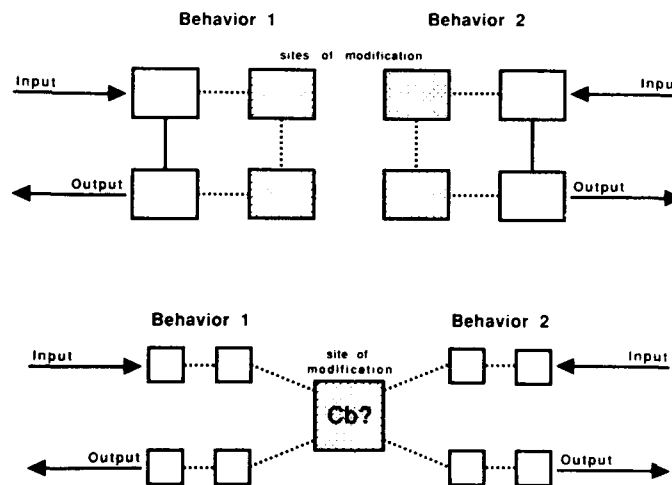 Behavior 1
Behavior 2
sites of modification
Input
Input
Output
Output
Behavior 1
Behavior 2
Input
site of
modification
Input
Cb?
Output
Output